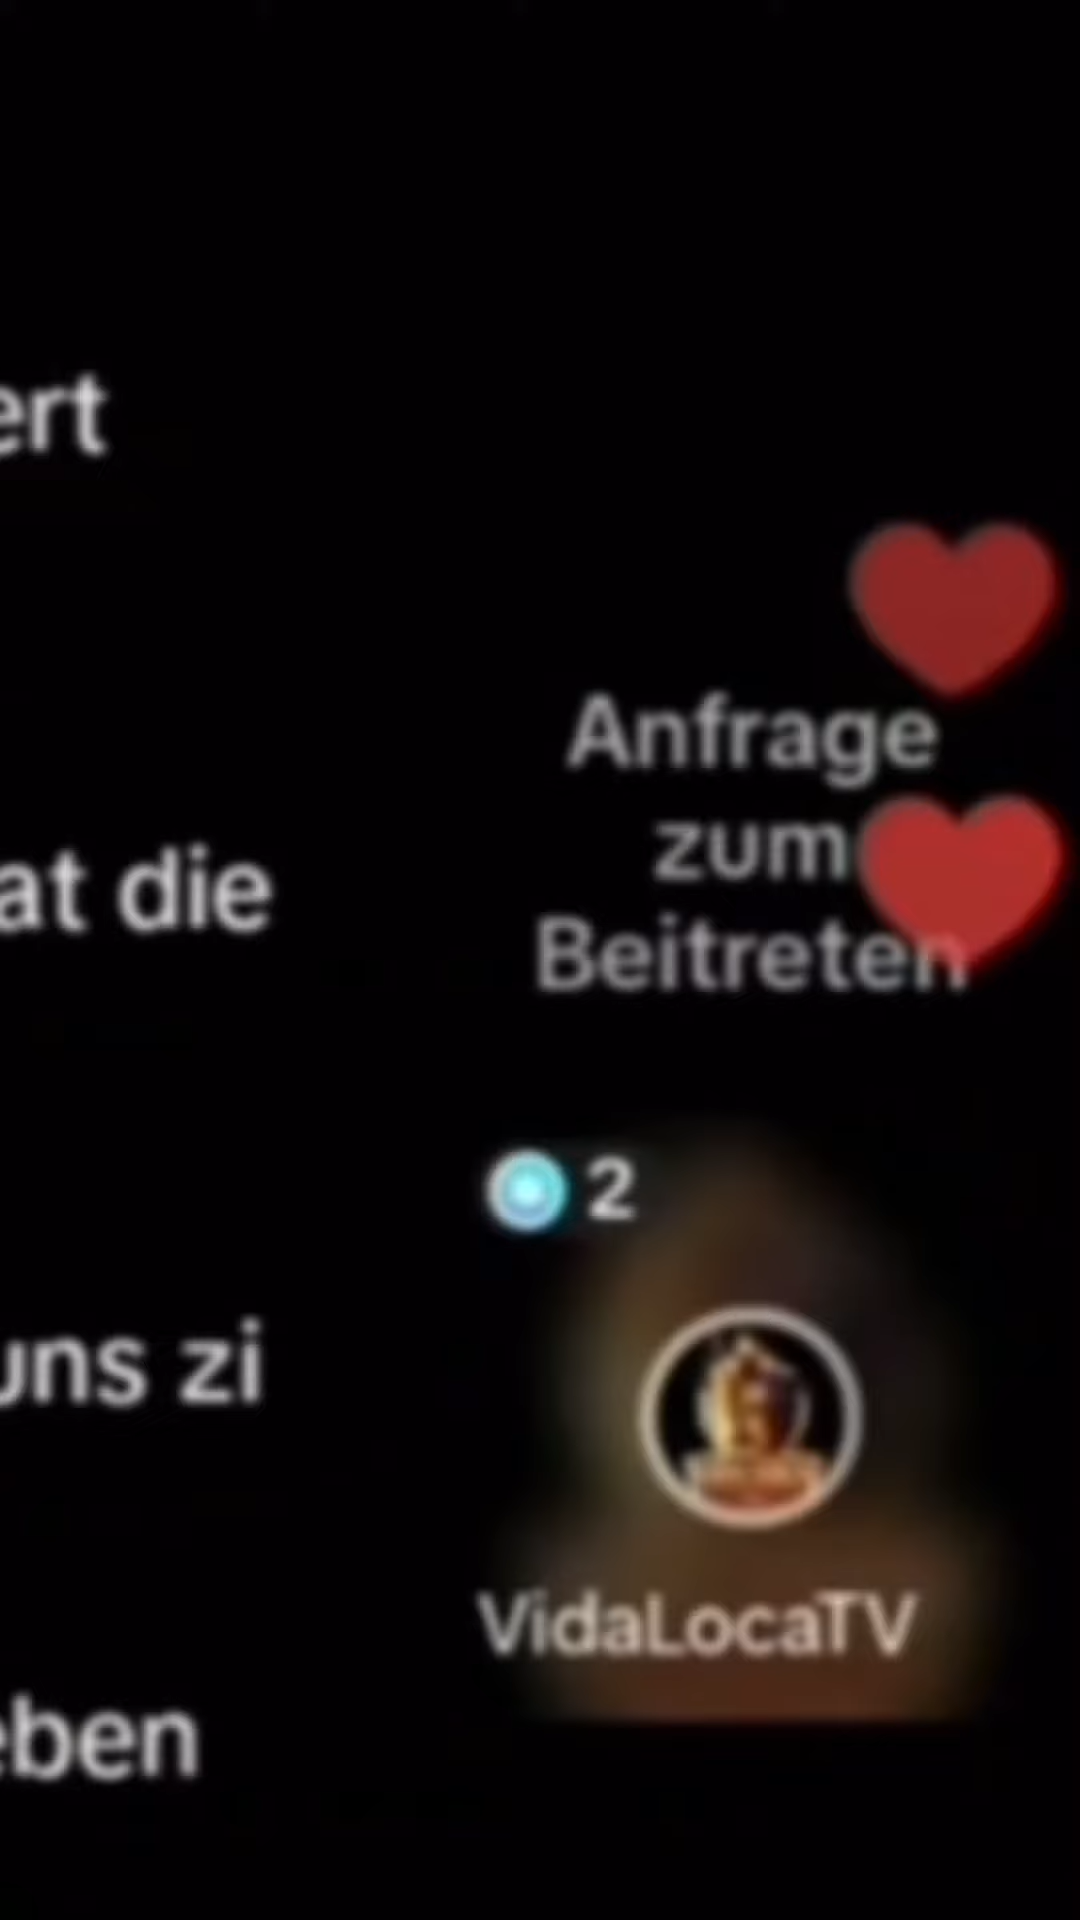 ert
Anfrage
zum
at die
Beitreten
2
uns zi
VidaLocaTV
eben